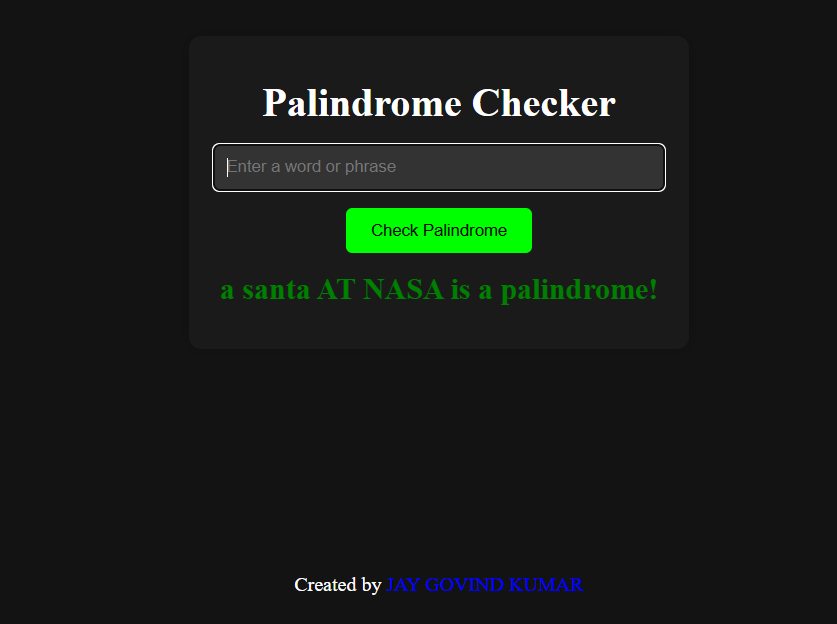 Palindrome Checker
Enter a word or phrase
Check Palindrome
a santa AT NASA is a palindrome!
Created by JAY GOVIND KUMAR